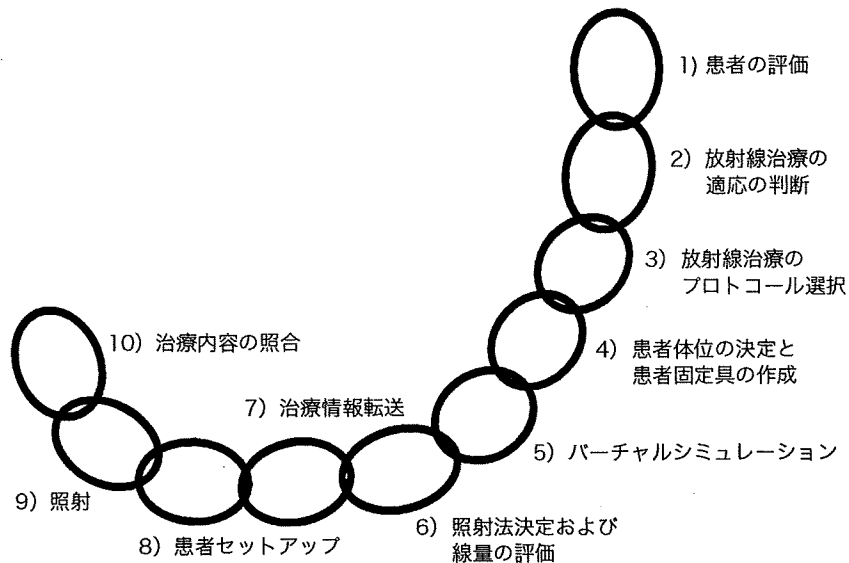 1) 患者の評価
2) 放射線治療の
適応の判断
3) 放射線治療の
プロトコール選択
4) 患者体位の決定と
患者固定具の作成
5) バーチャルシミュレーション
6) 照射法決定および
線量の評価
7) 治療情報転送
8) 患者セットアップ
9) 照射
10) 治療内容の照合